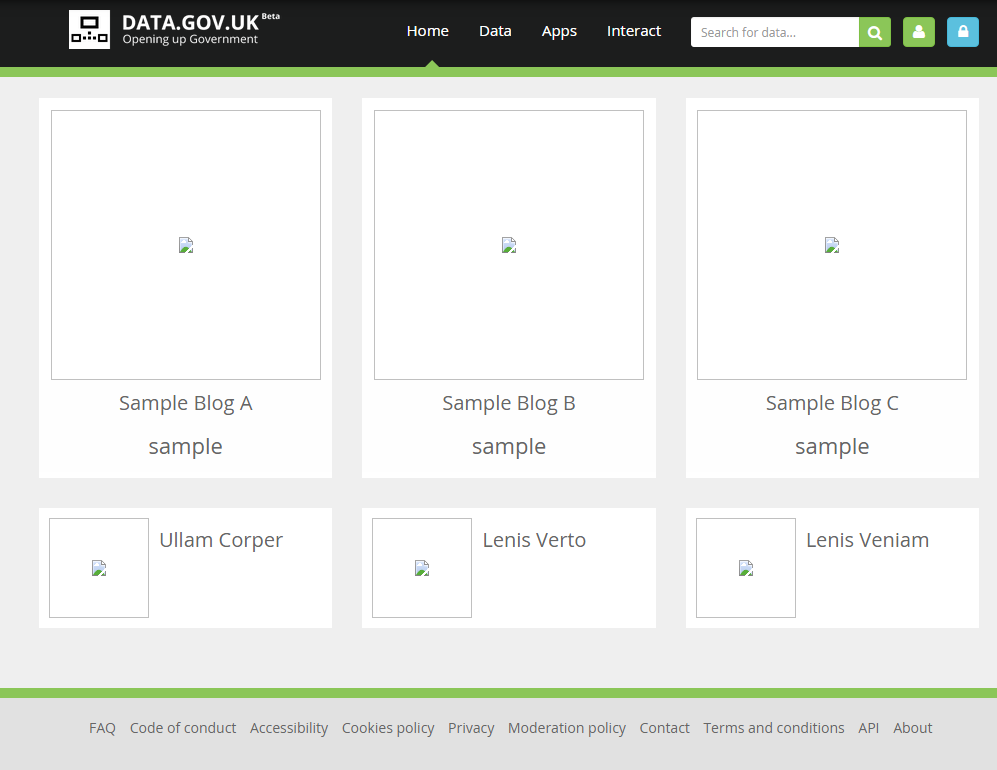 DATA.GOV.UK Beta
Opening up Government
Home Data Apps Interact Search for data...
Sample Blog A
sample
Sample Blog B
sample
Sample Blog C
sample
Ullam Corper
Lenis Verto
Lenis Veniam
FAQ Code of conduct Accessibility Cookies policy Privacy Moderation policy Contact Terms and conditions API About